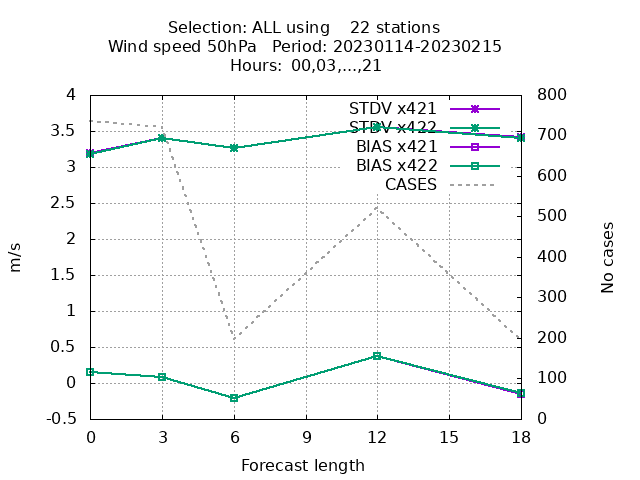 Selection: ALL using    22 stations
Wind speed 50hPa   Period: 20230114-20230215
Hours:  00,03,...,21
4
3.5
3
2.5
2
1.5
1
0.5
0
-0.5
800
700
600
500
400
300
200
100
0
STDV x421
STDV x422
BIAS x421
BIAS x422
CASES
m/s
No cases
0 3 6 9 12 15 18
Forecast length